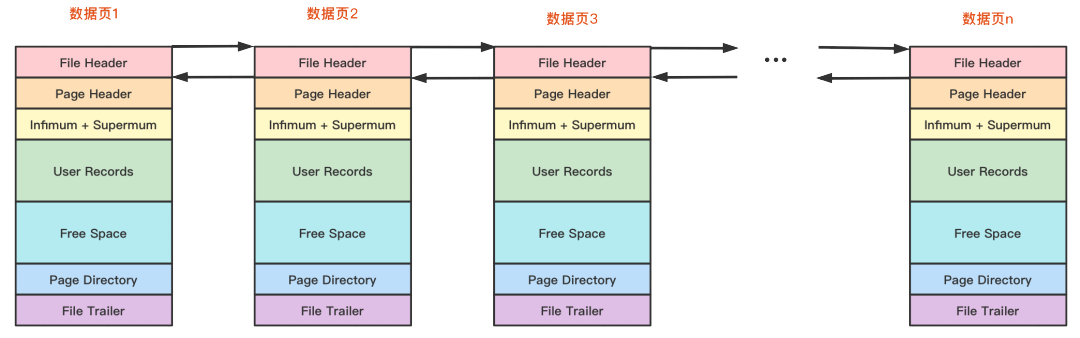 数据页1
数据页2
数据页3
数据页n
File Header
File Header
File Header
...
File Header
Page Header
Page Header
Page Header
Page Header
Infimum + Supermum
Infimum + Supermum
Infimum + Supermum
Infimum + Supermum
User Records
User Records
User Records
User Records
Free Space
Free Space
Free Space
Free Space
Page Directory
Page Directory
Page Directory
Page Directory
File Trailer
File Trailer
File Trailer
File Trailer